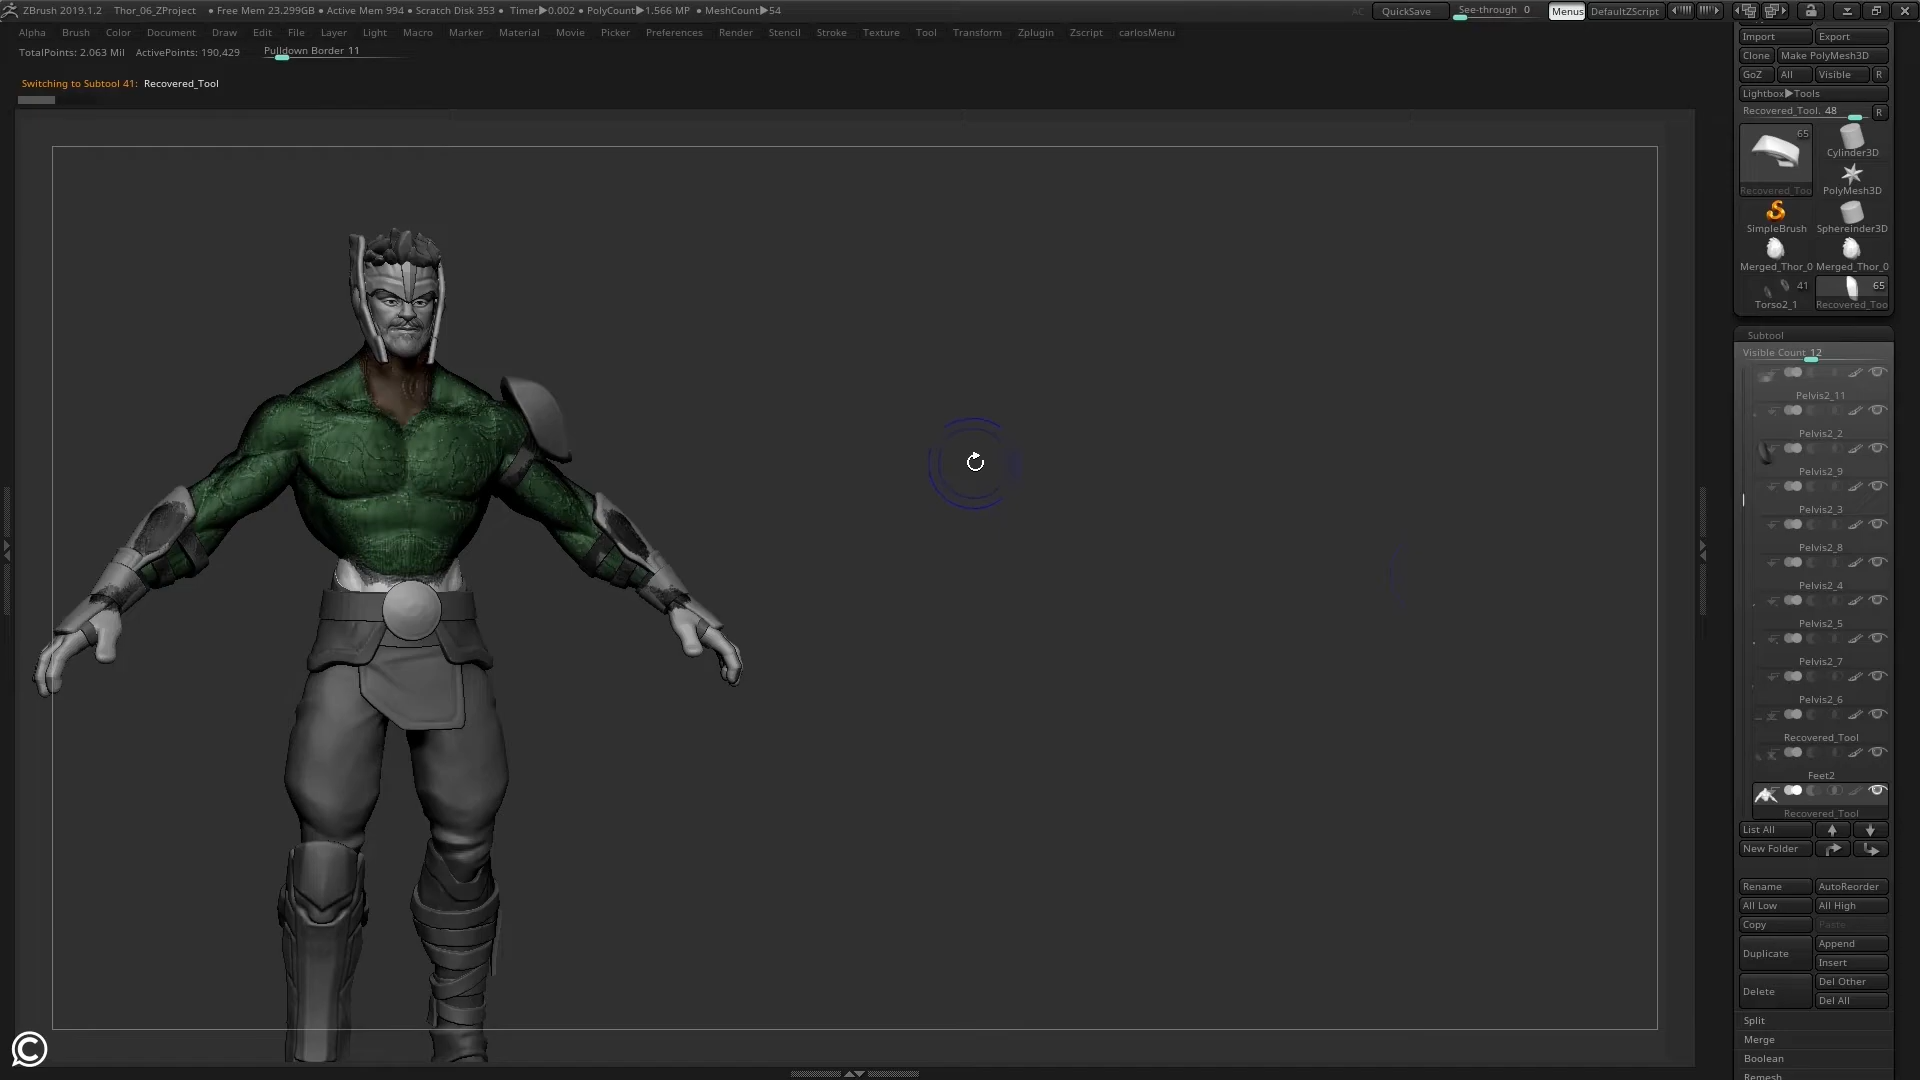 ZBrush 2019.1.2 Thor_06_ZProject • Free Mem 23.299GB • Active Mem 994 • Scratch Disk 353 • Timer▶0.002 • PolyCount▶1.566 MP • MeshCount▶54
AC QuickSave See-through 0 Menus DefaultZScript
Alpha Brush Color Document Draw Edit File Layer Light Macro Marker Material Movie Picker Preferences Render Stencil Stroke Texture Tool Transform Zplugin Zscript carlosMenu
TotalPoints: 2.063 Mil ActivePoints: 190,429 Pulldown Border 11
Switching to Subtool 41: Recovered_Tool
Import Export
Clone Make PolyMesh3D
GoZ All Visible R
Lightbox▶Tools
Recovered_Tool. 48 R
65
Cylinder3D
Recovered_Too PolyMesh3D
SimpleBrush Sphereinder3D
Merged_Thor_0 Merged_Thor_0
41 65
Torso2_1 Recovered_Too
Subtool
Visible Count 12
Pelvis2_11
Pelvis2_2
Pelvis2_9
Pelvis2_3
Pelvis2_8
Pelvis2_4
Pelvis2_5
Pelvis2_7
Pelvis2_6
Recovered_Tool
Feet2
Recovered_Tool
List All
New Folder
Rename AutoReorder
All Low All High
Copy Paste
Duplicate Append
Insert
Delete Del Other
Del All
Split
Merge
Boolean
Remesh